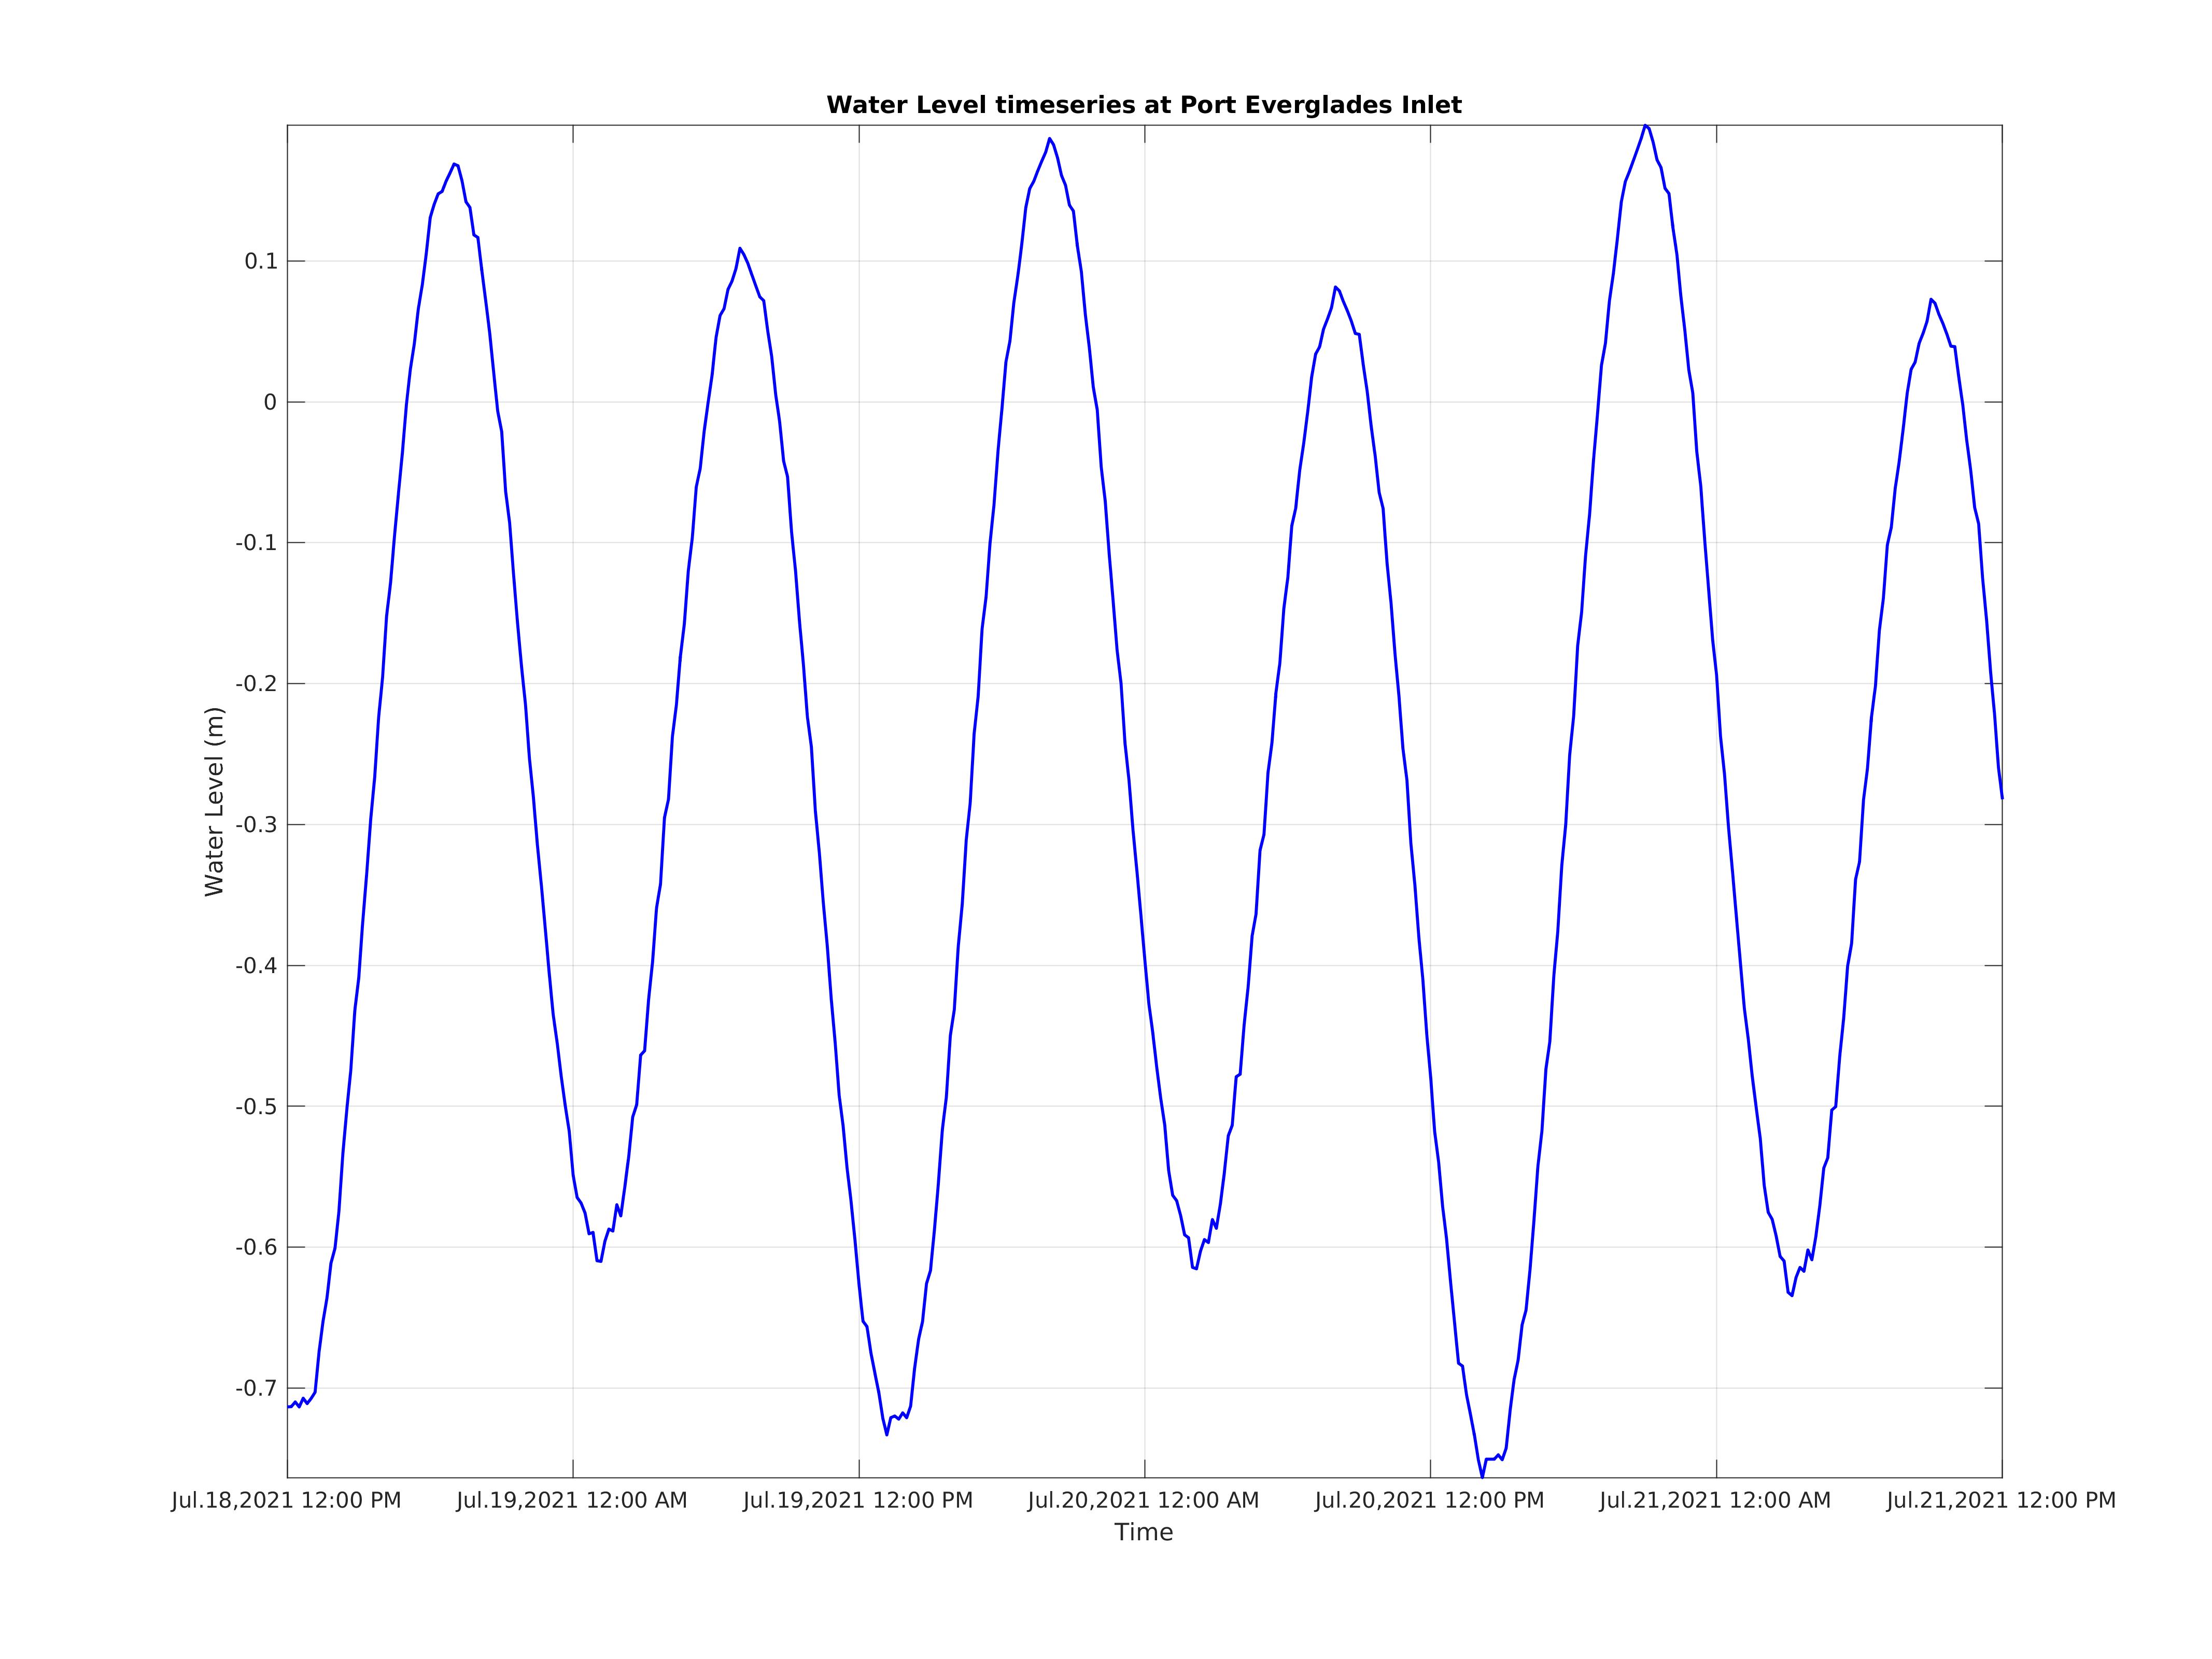 Water Level timeseries at Port Everglades Inlet
0.1
0
-0.1
-0.2
-0.3
-0.4
-0.5
-0.6
-0.7
Water Level (m)
Jul.18,2021 12:00 PM Jul.19,2021 12:00 AM Jul.19,2021 12:00 PM Jul.20,2021 12:00 AM Jul.20,2021 12:00 PM Jul.21,2021 12:00 AM Jul.21,2021 12:00 PM
Time